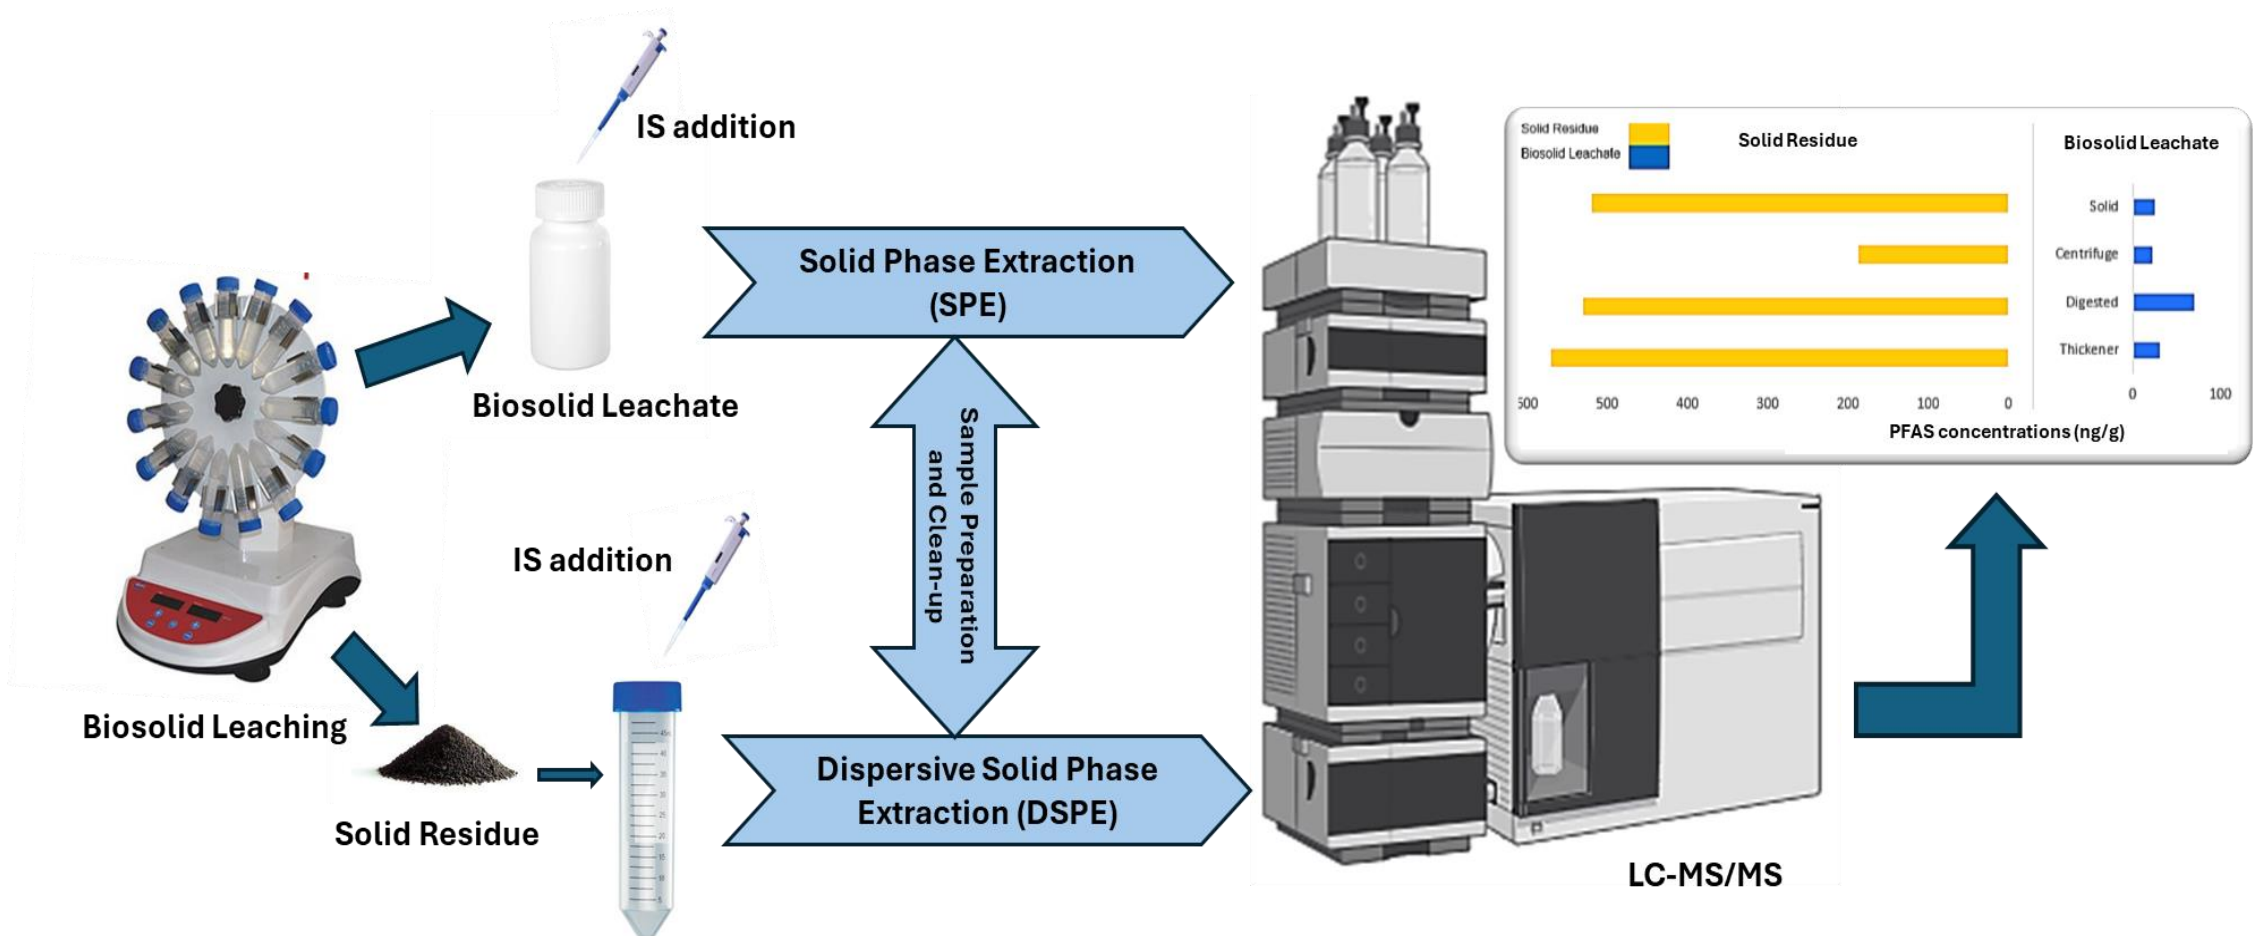 IS addition
Biosolid Leachate
Solid Phase Extraction
(SPE)
Sample Preparation
and Clean-up
IS addition
Biosolid Leaching
Solid Residue
Dispersive Solid Phase
Extraction (DSPE)
LC-MS/MS
Solid Residue
Biosolid Leachate
Solid Residue
Biosolid Leachate
Solid
Centrifuge
Digested
Thickener
500
400
300
200
100
0
0
100
PFAS concentrations (ng/g)